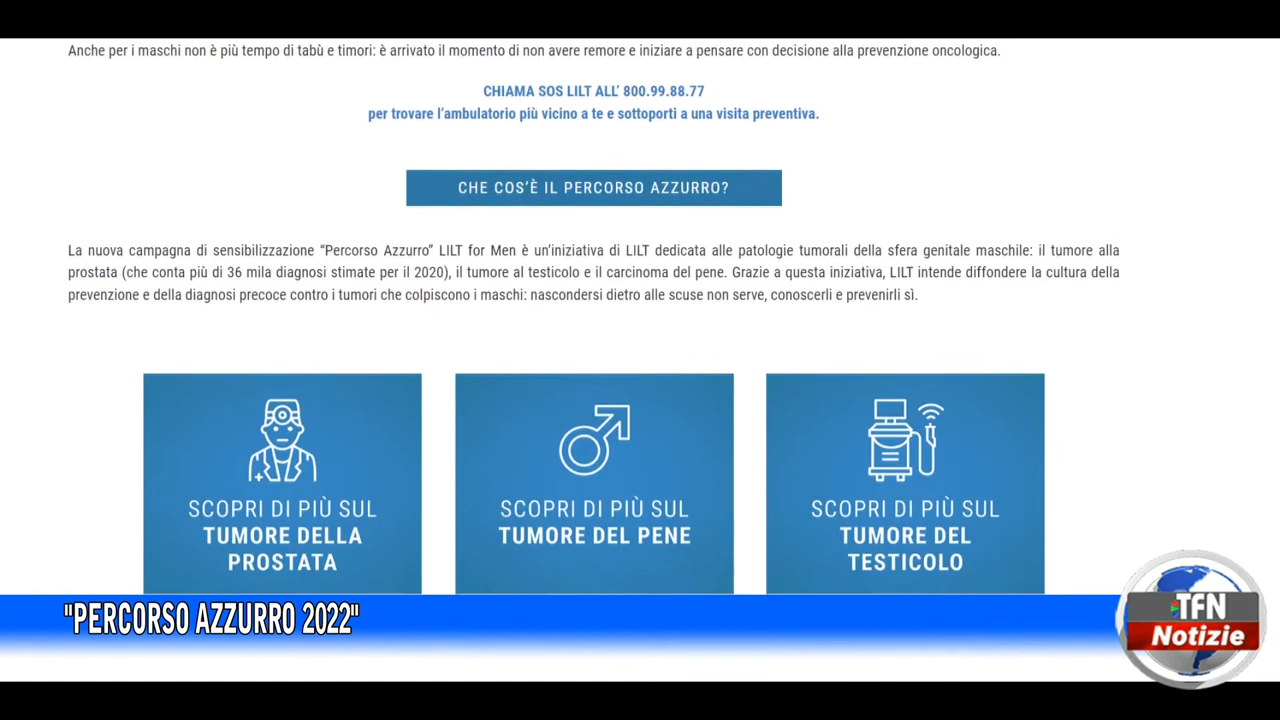 Anche per i maschi non è più tempo di tabù e timori: è arrivato il momento di non avere remore e iniziare a pensare con decisione alla prevenzione oncologica.
CHIAMA SOS LILT ALL' 800.99.88.77
per trovare l'ambulatorio più vicino a te e sottoporti a una visita preventiva.
CHE COS'È IL PERCORSO AZZURRO?
La nuova campagna di sensibilizzazione "Percorso Azzurro" LILT for Men è un'iniziativa di LILT dedicata alle patologie tumorali della sfera genitale maschile: il tumore alla
prostata (che conta più di 36 mila diagnosi stimate per il 2020), il tumore al testicolo e il carcinoma del pene. Grazie a questa iniziativa, LILT intende diffondere la cultura della
prevenzione e della diagnosi precoce contro i tumori che colpiscono i maschi: nascondersi dietro alle scuse non serve, conoscerli e prevenirli sì.
SCOPRI DI PIÙ SUL
TUMORE DELLA
PROSTATA
SCOPRI DI PIÙ SUL
TUMORE DEL PENE
SCOPRI DI PIÙ SUL
TUMORE DEL
TESTICOLO
"PERCORSO AZZURRO 2022"
TFN
Notizie